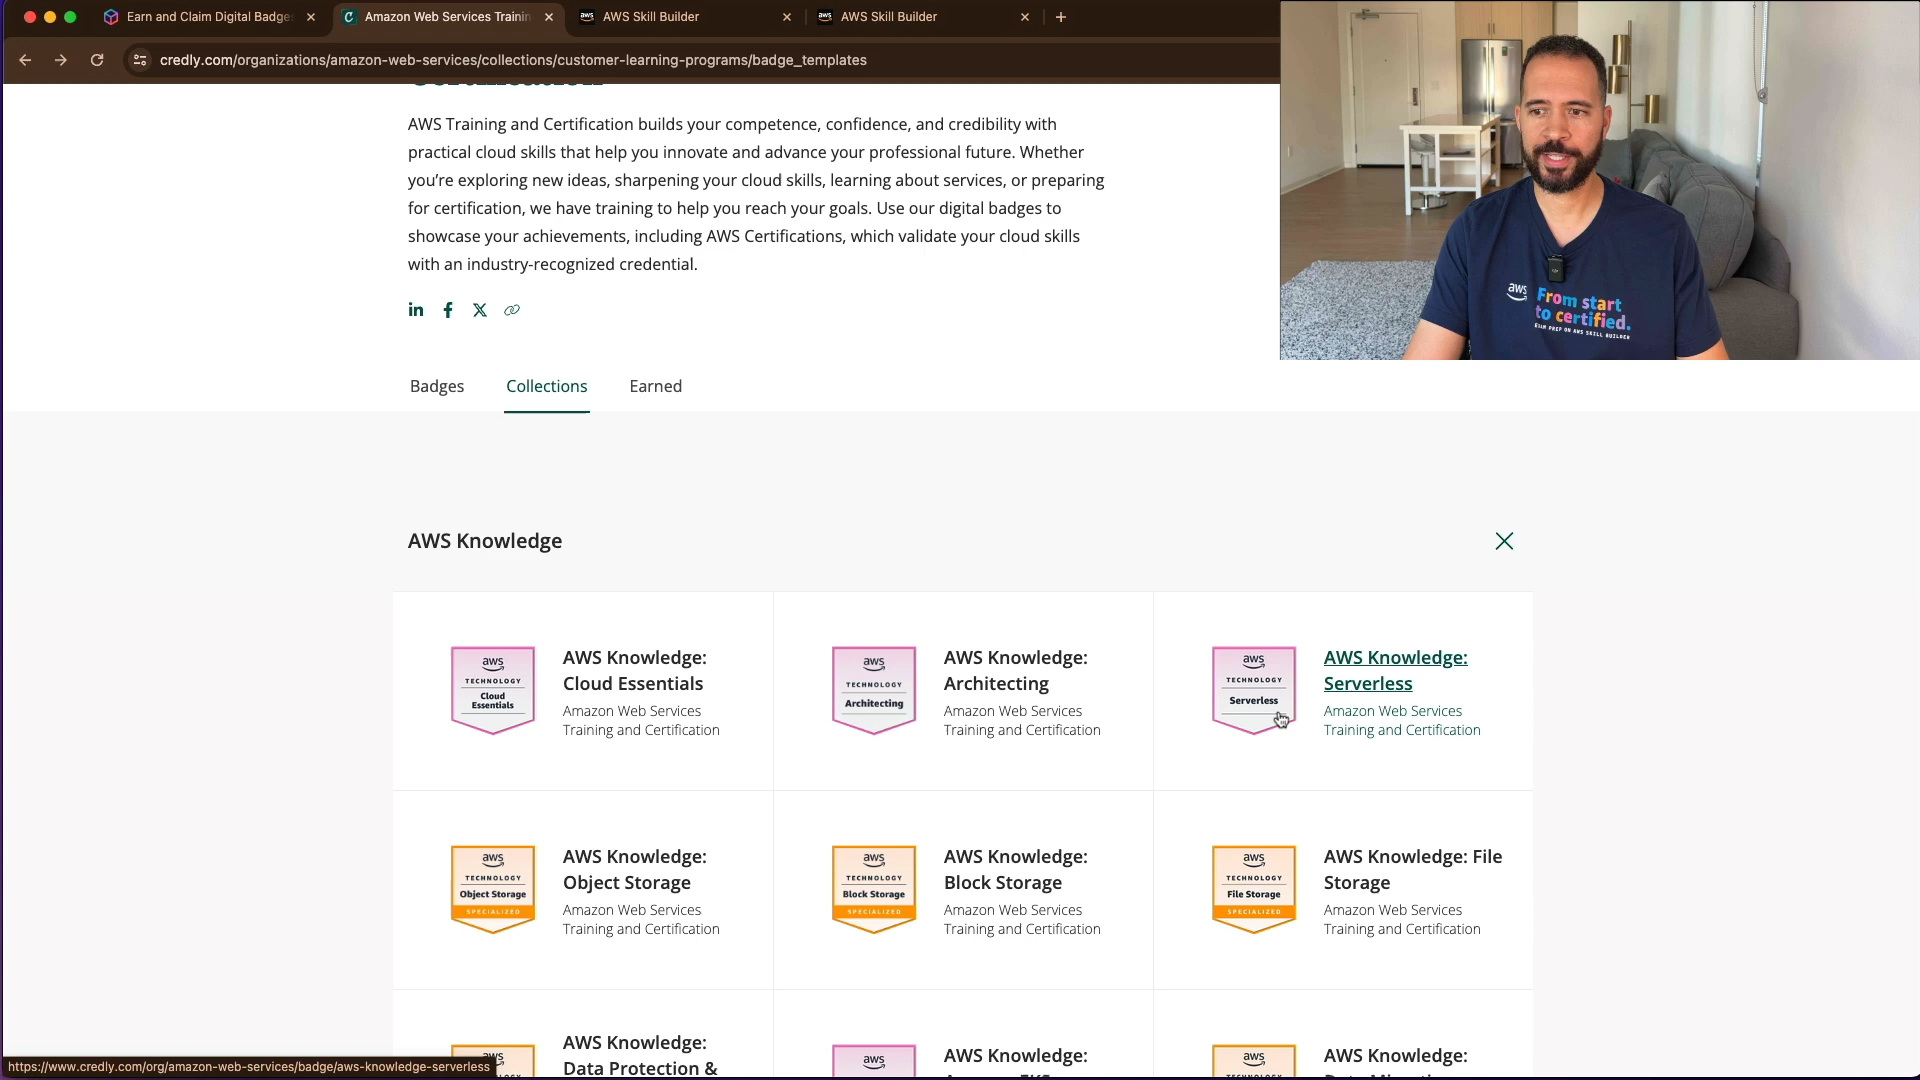 Earn and Claim Digital Badge
Amazon Web Services Trainin
aws AWS Skill Builder
aws AWS Skill Builder
credly.com/organizations/amazon-web-services/collections/customer-learning-programs/badge_templates
AWS Training and Certification builds your competence, confidence, and credibility with
practical cloud skills that help you innovate and advance your professional future. Whether
you’re exploring new ideas, sharpening your cloud skills, learning about services, or preparing
for certification, we have training to help you reach your goals. Use our digital badges to
showcase your achievements, including AWS Certifications, which validate your cloud skills
with an industry-recognized credential.
aws
From start
to certified.
EXAM PREP ON AWS SKILL BUILDER
Badges
Collections
Earned
AWS Knowledge
aws
TECHNOLOGY
Cloud
Essentials
AWS Knowledge:
Cloud Essentials
Amazon Web Services
Training and Certification
aws
TECHNOLOGY
Architecting
AWS Knowledge:
Architecting
Amazon Web Services
Training and Certification
aws
TECHNOLOGY
Serverless
AWS Knowledge:
Serverless
Amazon Web Services
Training and Certification
aws
TECHNOLOGY
Object Storage
SPECIALIZED
AWS Knowledge:
Object Storage
Amazon Web Services
Training and Certification
aws
TECHNOLOGY
Block Storage
SPECIALIZED
AWS Knowledge:
Block Storage
Amazon Web Services
Training and Certification
aws
TECHNOLOGY
File Storage
SPECIALIZED
AWS Knowledge: File
Storage
Amazon Web Services
Training and Certification
aws
AWS Knowledge:
Data Protection &
aws
AWS Knowledge:
aws
AWS Knowledge:
https://www.credly.com/org/amazon-web-services/badge/aws-knowledge-serverless